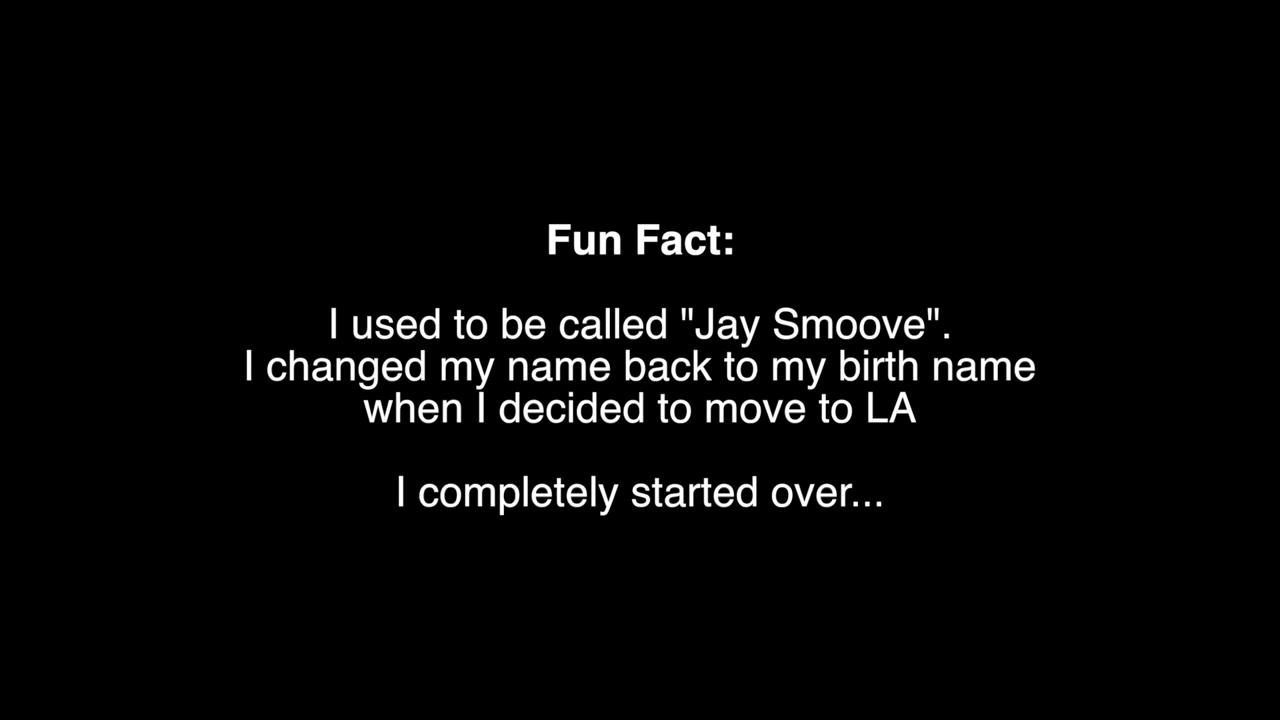 Fun Fact:
I used to be called "Jay Smoove".
I changed my name back to my birth name
when I decided to move to LA
I completely started over...